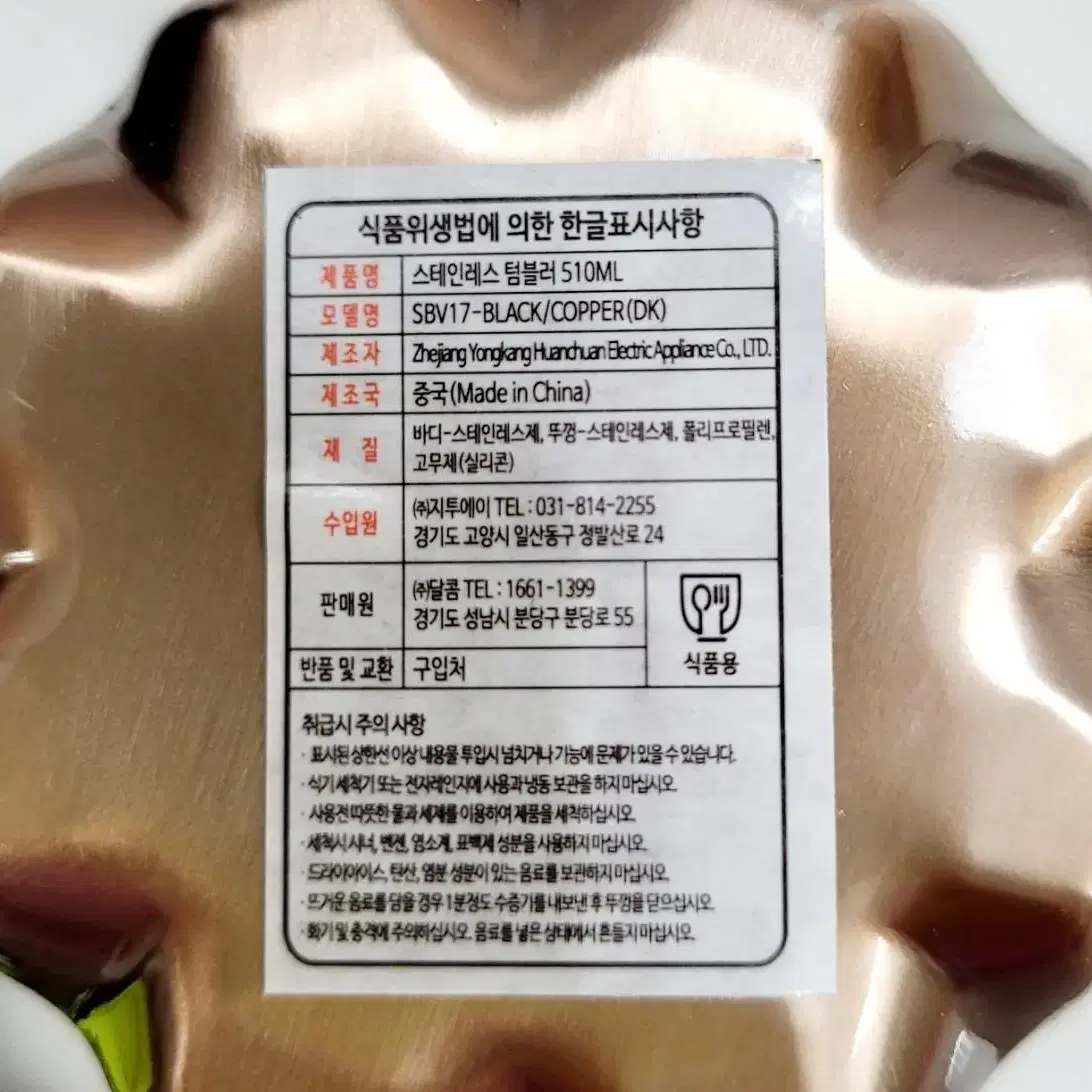 식품위생법에 의한 한글표시사항
제품명 스테인레스 텀블러 510ML
모델명 SBV17-BLACK/COPPER(DK)
제조자 Zhejiang Yongkang Huanchuan Electric Appliance Co., LTD.
제조국 중국(Made in China)
재 질 바디-스테인레스제, 뚜껑-스테인레스제, 폴리프로필렌,
고무제(실리콘)
수입원 ㈜지투에이 TEL : 031-814-2255
경기도 고양시 일산동구 정발산로 24
판매원 ㈜달콤 TEL : 1661-1399
경기도 성남시 분당구 분당로 55
식품용
반품 및 교환 구입처
취급시 주의 사항
· 표시된 상한선 이상 내용물 투입시 넘치거나 기능에 문제가 있을 수 있습니다.
· 식기 세척기 또는 전자레인지에 사용과 냉동 보관을 하지 마십시오.
· 사용전 따뜻한 물과 세제를 이용하여 제품을 세척하십시오.
· 세척시 시너, 벤젠, 염소계, 표백제 성분을 사용하지 마십시오.
· 드라이아이스, 탄산, 염분 성분이 있는 음료를 보관하지 마십시오.
· 뜨거운 음료를 담을 경우 1분정도 수증기를 내보낸 후 뚜껑을 닫으십시오.
· 화기 및 충격에 주의하십시오. 음료를 넣은 상태에서 흔들지 마십시오.